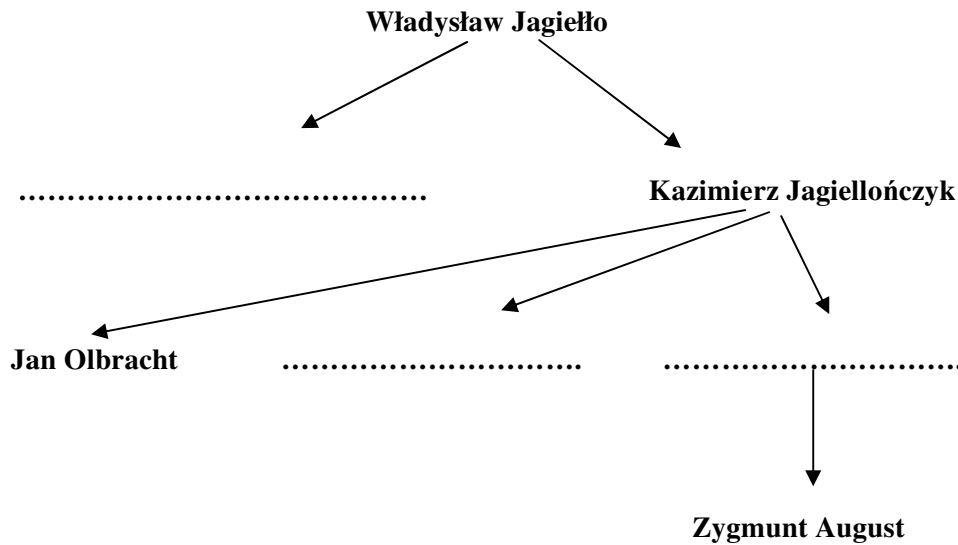 Władysław Jagiełło
………………………………………… Kazimierz Jagiellończyk
Jan Olbracht …………………………… ……………………………
Zygmunt August